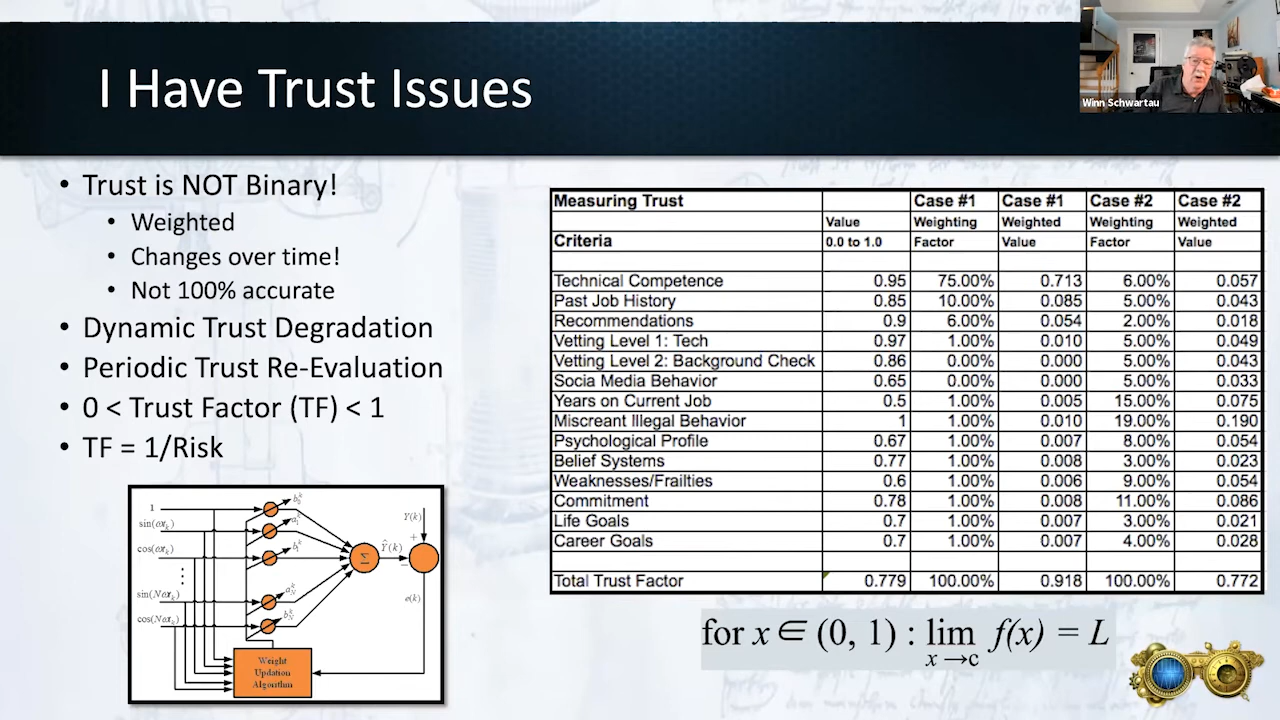 I Have Trust Issues
Winn Schwartau
• Trust is NOT Binary!
• Weighted
• Changes over time!
• Not 100% accurate
• Dynamic Trust Degradation
• Periodic Trust Re-Evaluation
• 0 < Trust Factor (TF) < 1
• TF = 1/Risk
Measuring Trust Case #1 Case #1 Case #2 Case #2
Value Weighting Weighted Weighting Weighted
Criteria 0.0 to 1.0 Factor Value Factor Value
Technical Competence 0.95 75.00% 0.713 6.00% 0.057
Past Job History 0.85 10.00% 0.085 5.00% 0.043
Recommendations 0.9 6.00% 0.054 2.00% 0.018
Vetting Level 1: Tech 0.97 1.00% 0.010 5.00% 0.049
Vetting Level 2: Background Check 0.86 0.00% 0.000 5.00% 0.043
Socia Media Behavior 0.65 0.00% 0.000 5.00% 0.033
Years on Current Job 0.5 1.00% 0.005 15.00% 0.075
Miscreant Illegal Behavior 1 1.00% 0.010 19.00% 0.190
Psychological Profile 0.67 1.00% 0.007 8.00% 0.054
Belief Systems 0.77 1.00% 0.008 3.00% 0.023
Weaknesses/Frailties 0.6 1.00% 0.006 9.00% 0.054
Commitment 0.78 1.00% 0.008 11.00% 0.086
Life Goals 0.7 1.00% 0.007 3.00% 0.021
Career Goals 0.7 1.00% 0.007 4.00% 0.028
Total Trust Factor 0.779 100.00% 0.918 100.00% 0.772
for x ∈ (0, 1) : lim f(x) = L
x → c
1
Y(k)
+
Σ
Ŷ(k)
−
e(k)
Weight
Updation
Algorithm